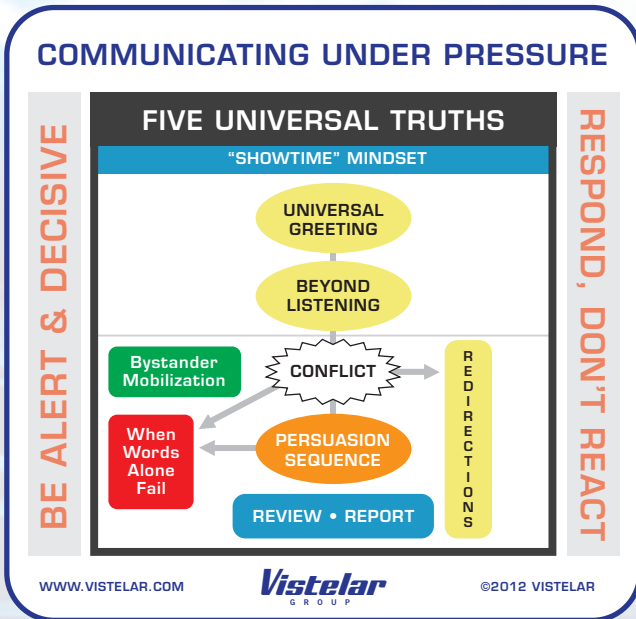 COMMUNICATING UNDER PRESSURE
BE ALERT & DECISIVE
FIVE UNIVERSAL TRUTHS
“SHOWTIME” MINDSET
UNIVERSAL
GREETING
BEYOND
LISTENING
Bystander
Mobilization
CONFLICT
REDIRECTIONS
When
Words
Alone
Fail
PERSUASION
SEQUENCE
REVIEW • REPORT
RESPOND, DON'T REACT
WWW.VISTELAR.COM
Vistelar
GROUP
©2012 VISTELAR